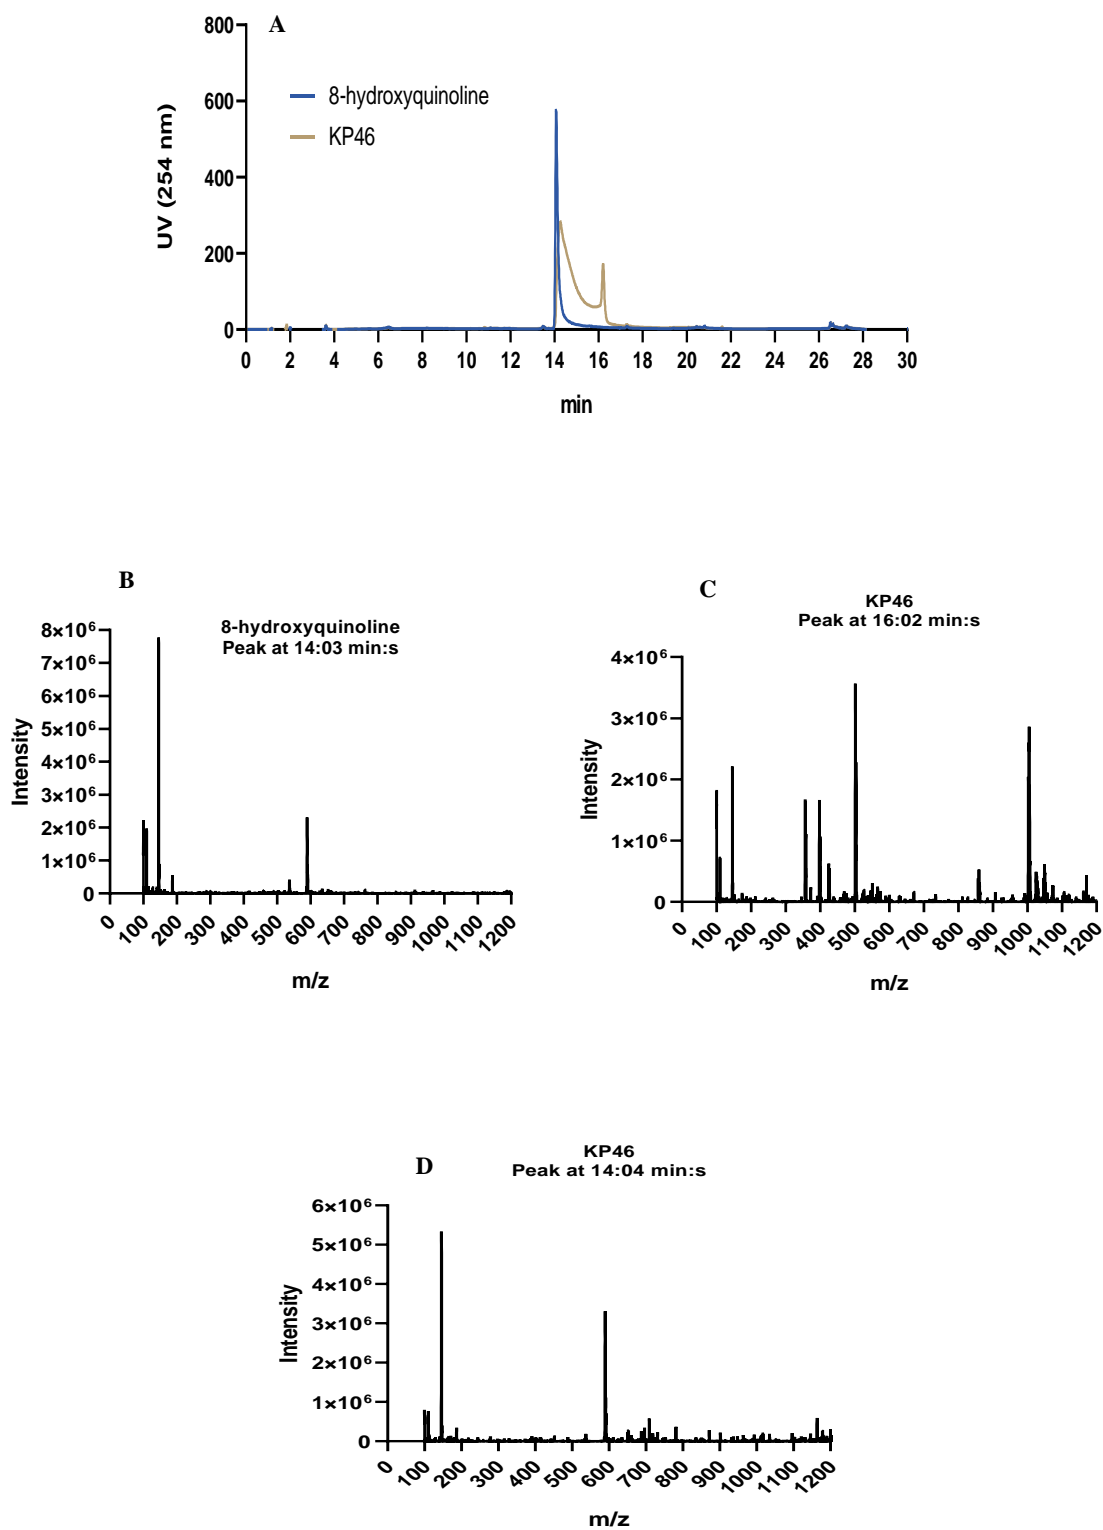 A
800
600
400
200
0
UV (254 nm)
8-hydroxyquinoline
KP46
0 2 4 6 8 10 12 14 16 18 20 22 24 26 28 30
min
B
8-hydroxyquinoline
Peak at 14:03 min:s
8×10⁶
7×10⁶
6×10⁶
5×10⁶
4×10⁶
3×10⁶
2×10⁶
1×10⁶
0
Intensity
0 100 200 300 400 500 600 700 800 900 1000 1100 1200
m/z
C
KP46
Peak at 16:02 min:s
4×10⁶
3×10⁶
2×10⁶
1×10⁶
0
Intensity
0 100 200 300 400 500 600 700 800 900 1000 1100 1200
m/z
D
KP46
Peak at 14:04 min:s
6×10⁶
5×10⁶
4×10⁶
3×10⁶
2×10⁶
1×10⁶
0
Intensity
0 100 200 300 400 500 600 700 800 900 1000 1100 1200
m/z